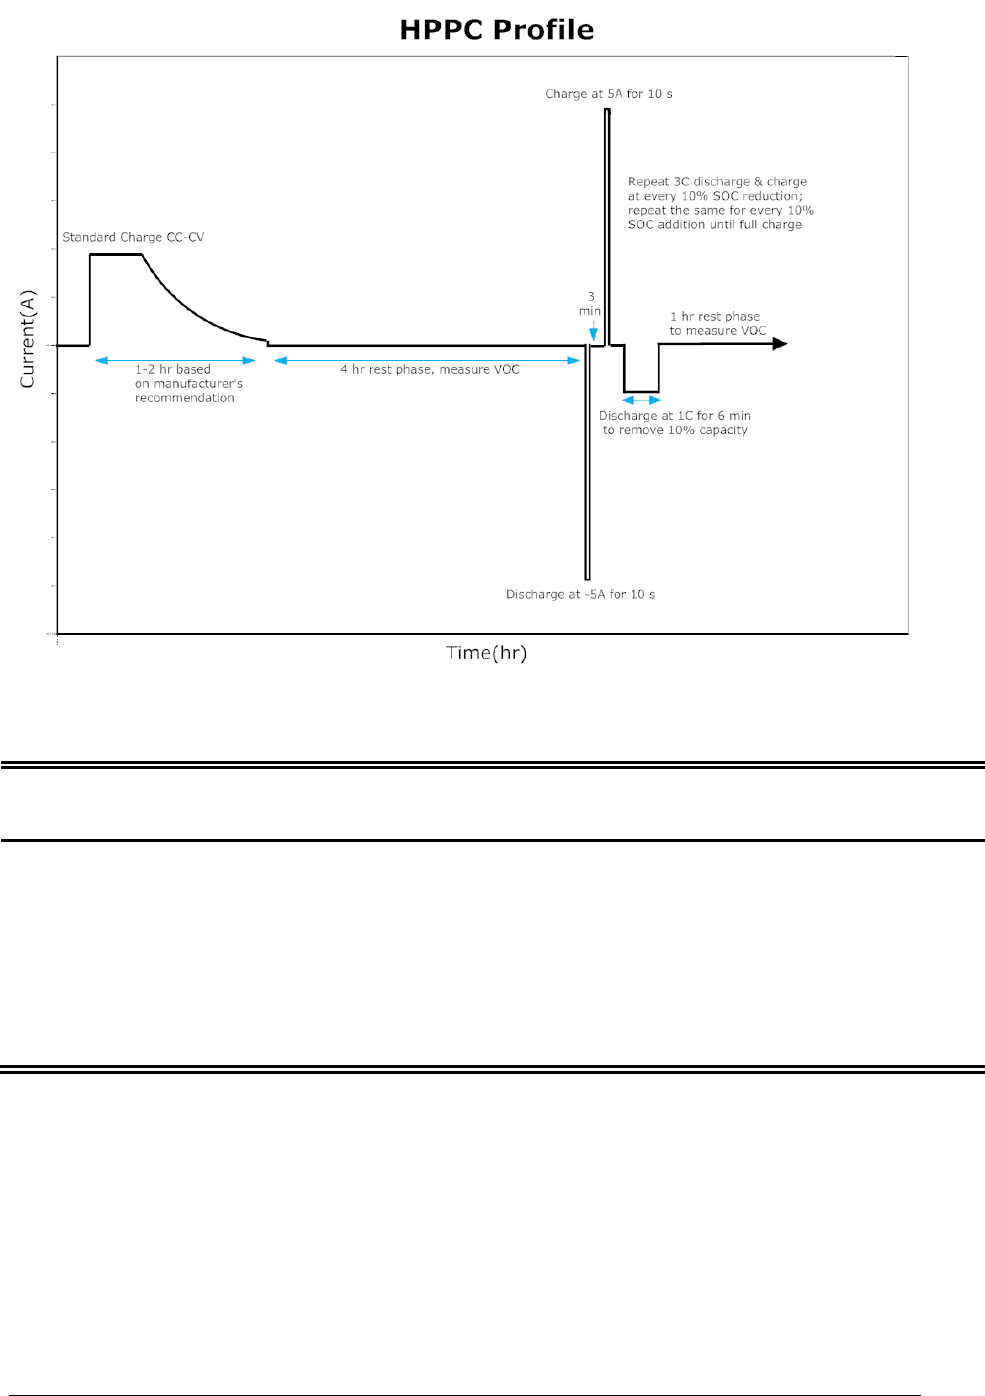 HPPC Profile
Charge at 5A for 10 s
Repeat 3C discharge & charge
at every 10% SOC reduction;
repeat the same for every 10%
SOC addition until full charge
Standard Charge CC-CV
3
min
1 hr rest phase
to measure VOC
Current(A)
1-2 hr based
on manufacturer's
recommendation
4 hr rest phase, measure VOC
Discharge at 1C for 6 min
to remove 10% capacity
Discharge at -5A for 10 s
Time(hr)